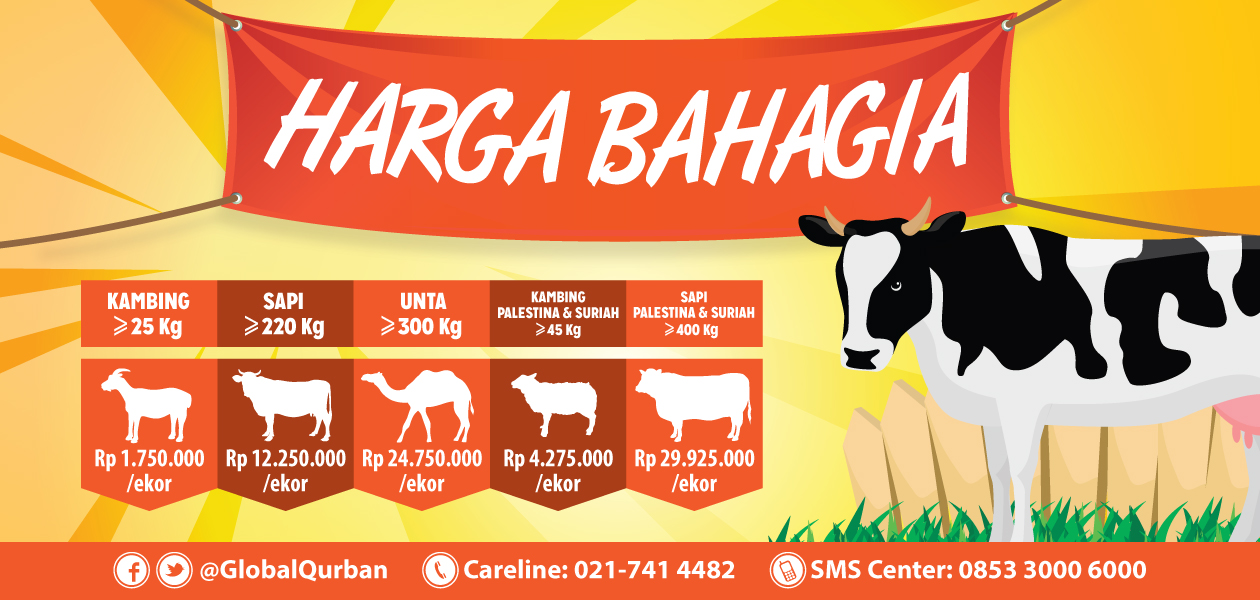 HARGA BAHAGIA
KAMBING
⩾25 Kg
SAPI
⩾220 Kg
UNTA
⩾300 Kg
KAMBING
PALESTINA & SURIAH
⩾45 Kg
SAPI
PALESTINA & SURIAH
⩾400 Kg
Rp 1.750.000
/ekor
Rp 12.250.000
/ekor
Rp 24.750.000
/ekor
Rp 4.275.000
/ekor
Rp 29.925.000
/ekor
@GlobalQurban
Careline: 021-741 4482
SMS Center: 0853 3000 6000